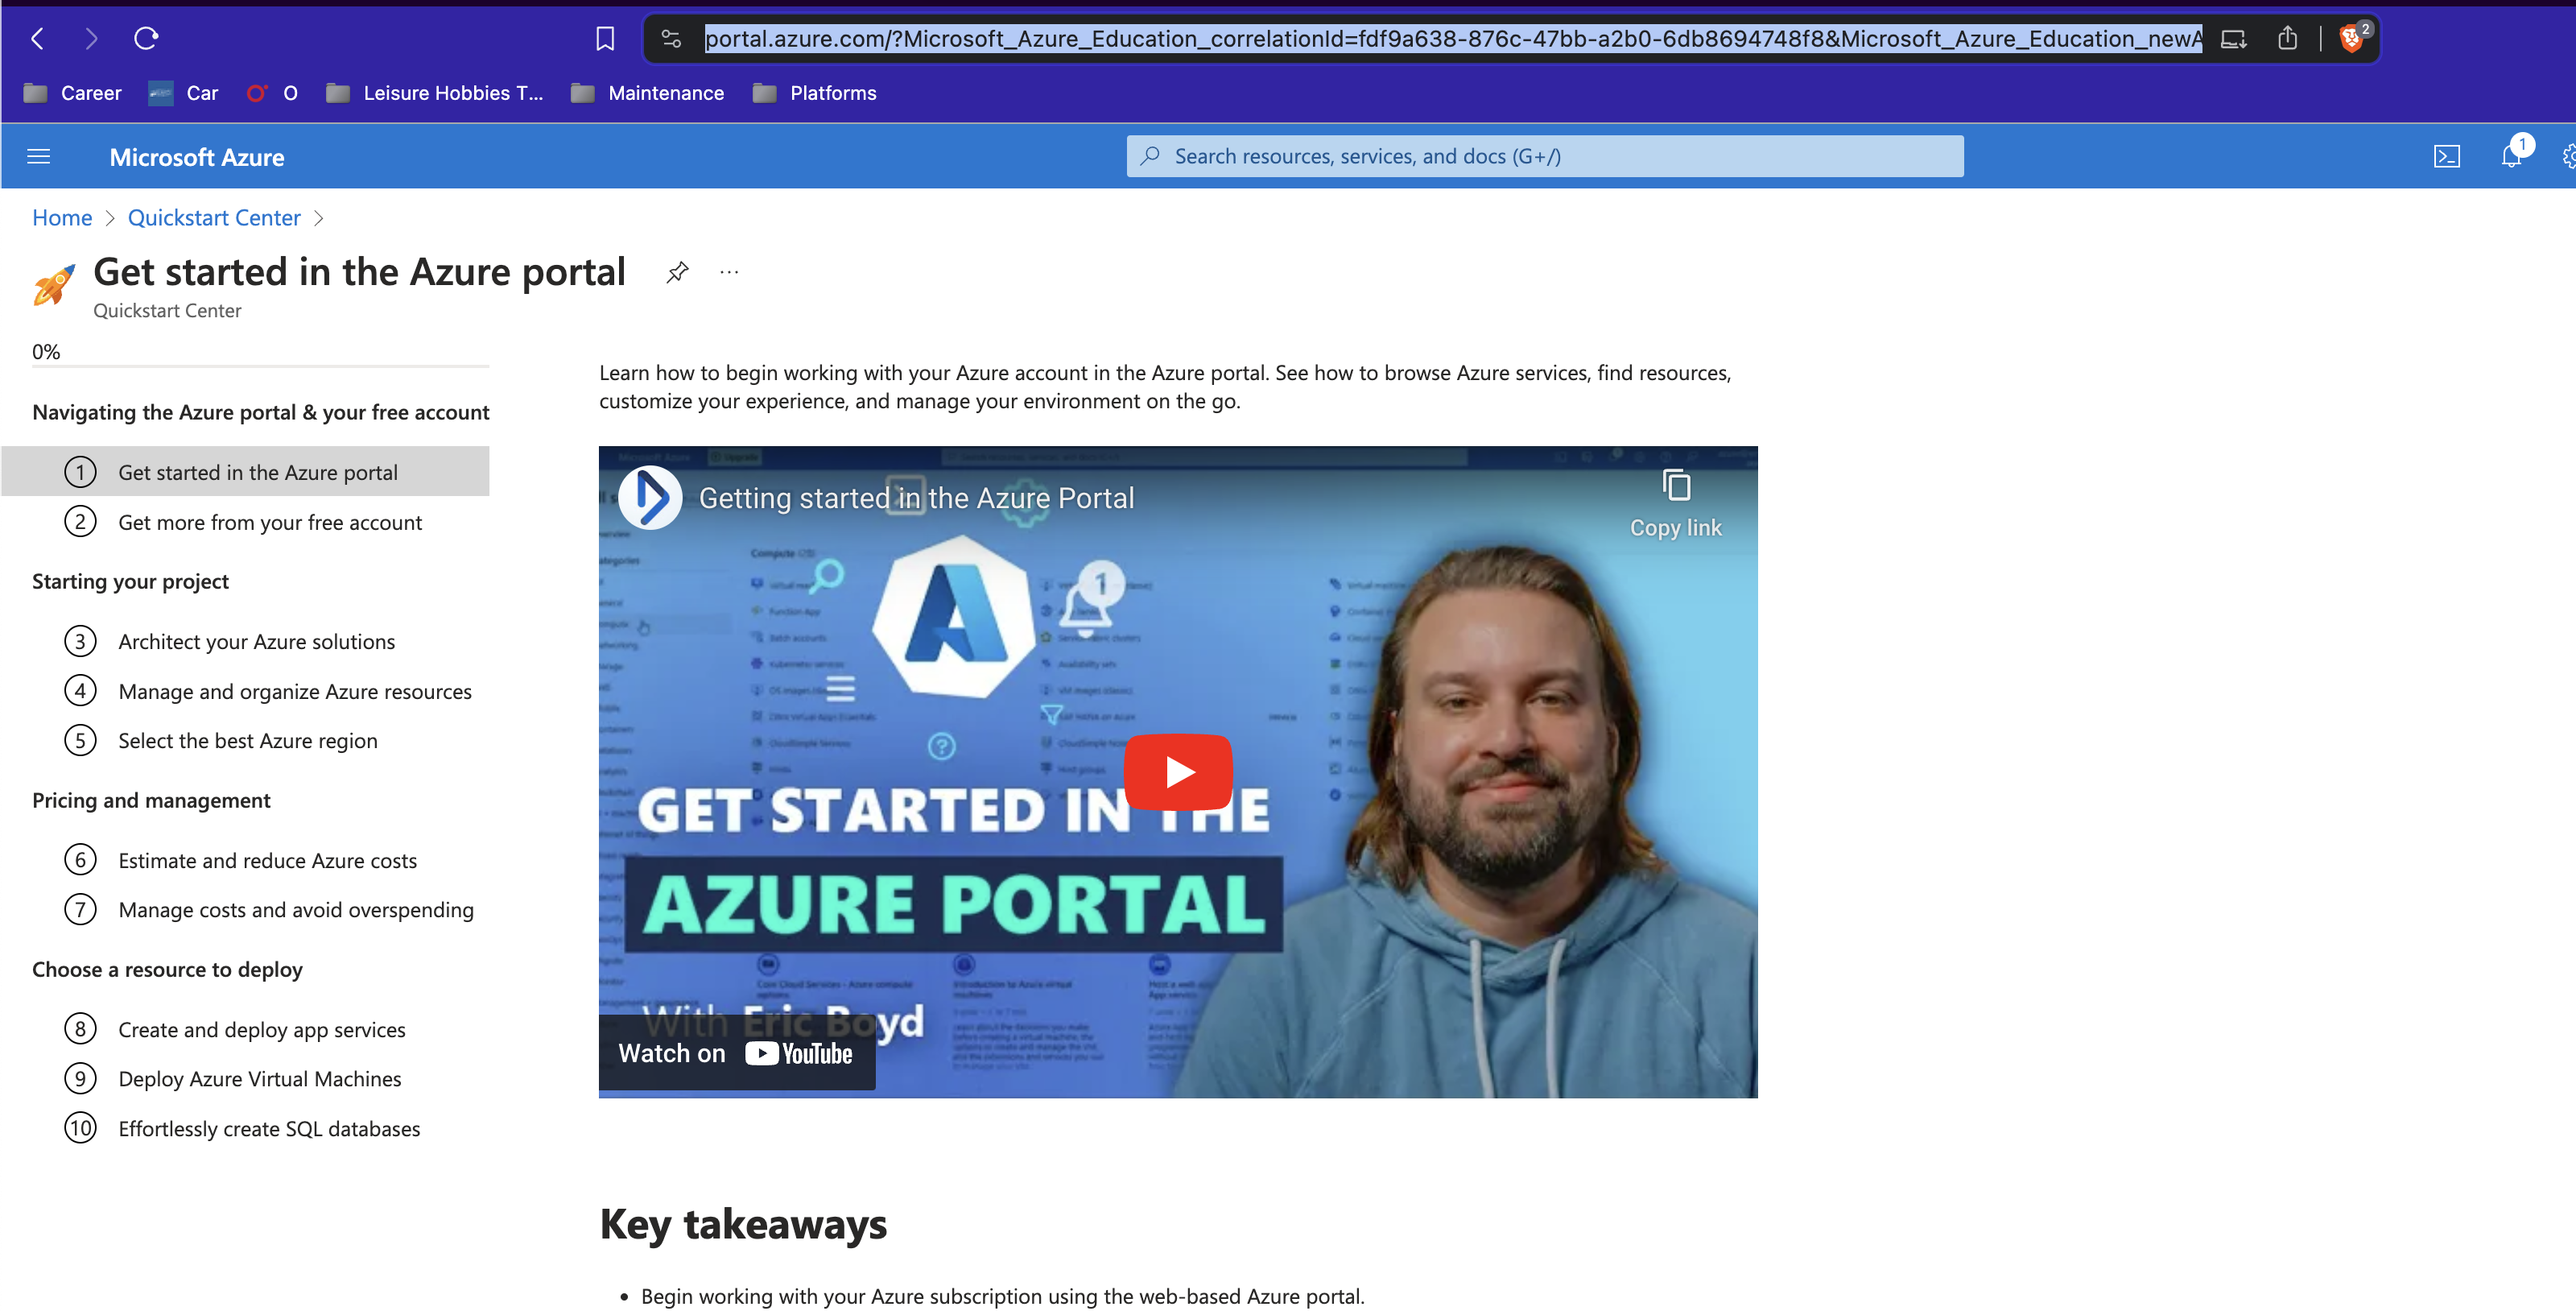 portal.azure.com/?Microsoft_Azure_Education_correlationId=fdf9a638-876c-47bb-a2b0-6db8694748f8&Microsoft_Azure_Education_newA
2
Career
Car
O
Leisure Hobbies T...
Maintenance
Platforms
Microsoft Azure
Search resources, services, and docs (G+/)
1
Home > Quickstart Center >
Get started in the Azure portal
...
Quickstart Center
0%
Navigating the Azure portal & your free account
1 Get started in the Azure portal
2 Get more from your free account
Starting your project
3 Architect your Azure solutions
4 Manage and organize Azure resources
5 Select the best Azure region
Pricing and management
6 Estimate and reduce Azure costs
7 Manage costs and avoid overspending
Choose a resource to deploy
8 Create and deploy app services
9 Deploy Azure Virtual Machines
10 Effortlessly create SQL databases
Learn how to begin working with your Azure account in the Azure portal. See how to browse Azure services, find resources,
customize your experience, and manage your environment on the go.
Getting started in the Azure Portal
Copy link
1
GET STARTED IN THE
AZURE PORTAL
With Eric Boyd
Watch on YouTube
Key takeaways
• Begin working with your Azure subscription using the web-based Azure portal.